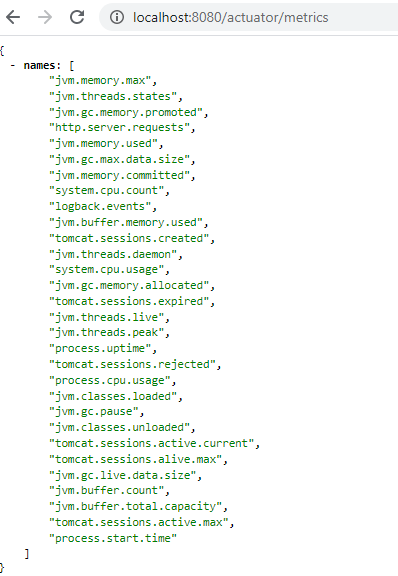 localhost:8080/actuator/metrics
{
- names: [
"jvm.memory.max",
"jvm.threads.states",
"jvm.gc.memory.promoted",
"http.server.requests",
"jvm.memory.used",
"jvm.gc.max.data.size",
"jvm.memory.committed",
"system.cpu.count",
"logback.events",
"jvm.buffer.memory.used",
"tomcat.sessions.created",
"jvm.threads.daemon",
"system.cpu.usage",
"jvm.gc.memory.allocated",
"tomcat.sessions.expired",
"jvm.threads.live",
"jvm.threads.peak",
"process.uptime",
"tomcat.sessions.rejected",
"process.cpu.usage",
"jvm.classes.loaded",
"jvm.gc.pause",
"jvm.classes.unloaded",
"tomcat.sessions.active.current",
"tomcat.sessions.alive.max",
"jvm.gc.live.data.size",
"jvm.buffer.count",
"jvm.buffer.total.capacity",
"tomcat.sessions.active.max",
"process.start.time"
]
}